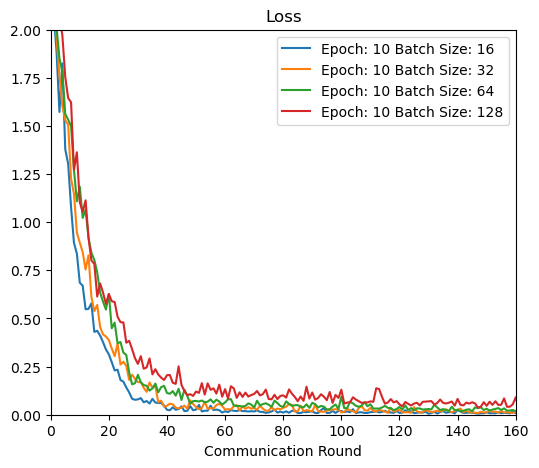 Loss
Epoch: 10 Batch Size: 16
Epoch: 10 Batch Size: 32
Epoch: 10 Batch Size: 64
Epoch: 10 Batch Size: 128
2.00
1.75
1.50
1.25
1.00
0.75
0.50
0.25
0.00
0 20 40 60 80 100 120 140 160
Communication Round